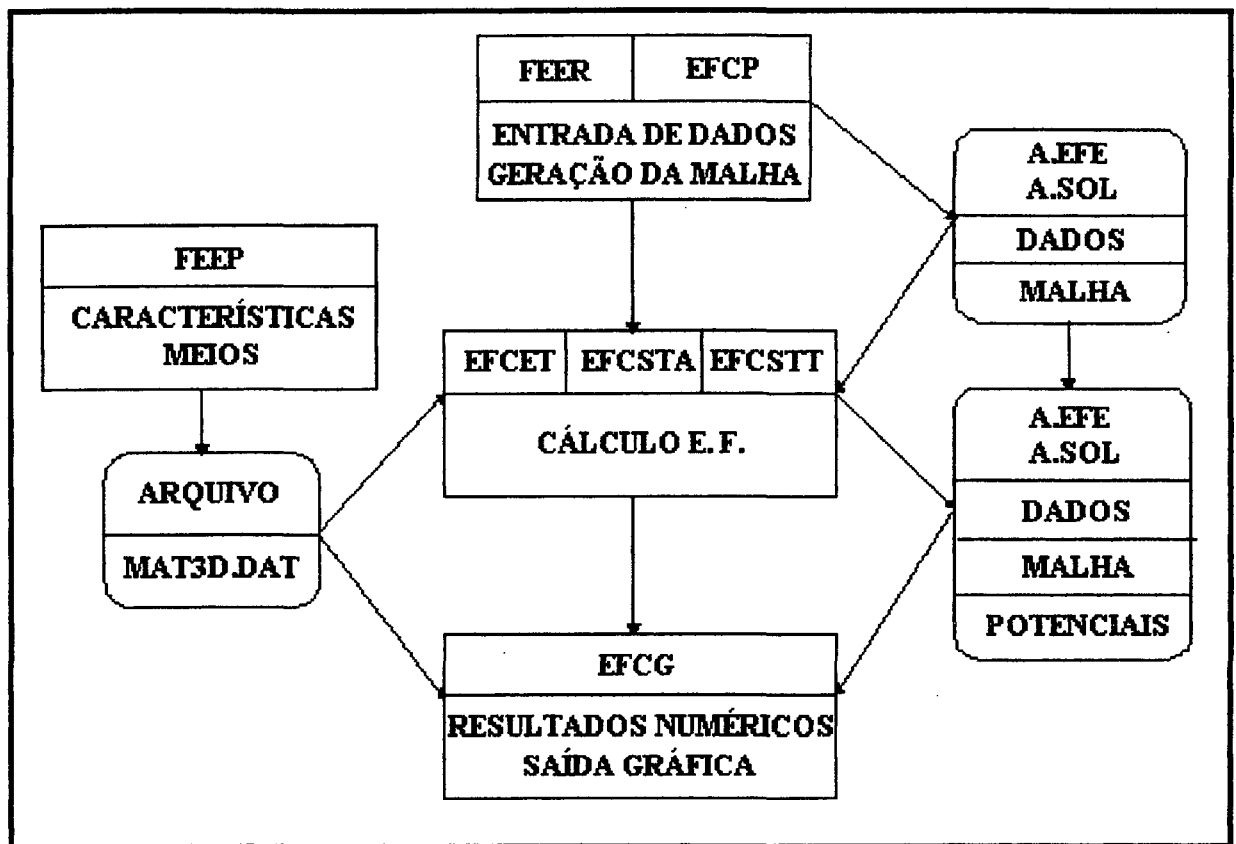 FEER EFCP
ENTRADA DE DADOS
GERAÇÃO DA MALHA
A.EFE
A.SOL
DADOS
MALHA
FEEP
CARACTERÍSTICAS
MEIOS
EFCET EFCSTA EFCSTT
CÁLCULO E. F.
ARQUIVO
MAT3D.DAT
A.EFE
A.SOL
DADOS
MALHA
POTENCIAIS
EFCG
RESULTADOS NUMÉRICOS
SAÍDA GRÁFICA